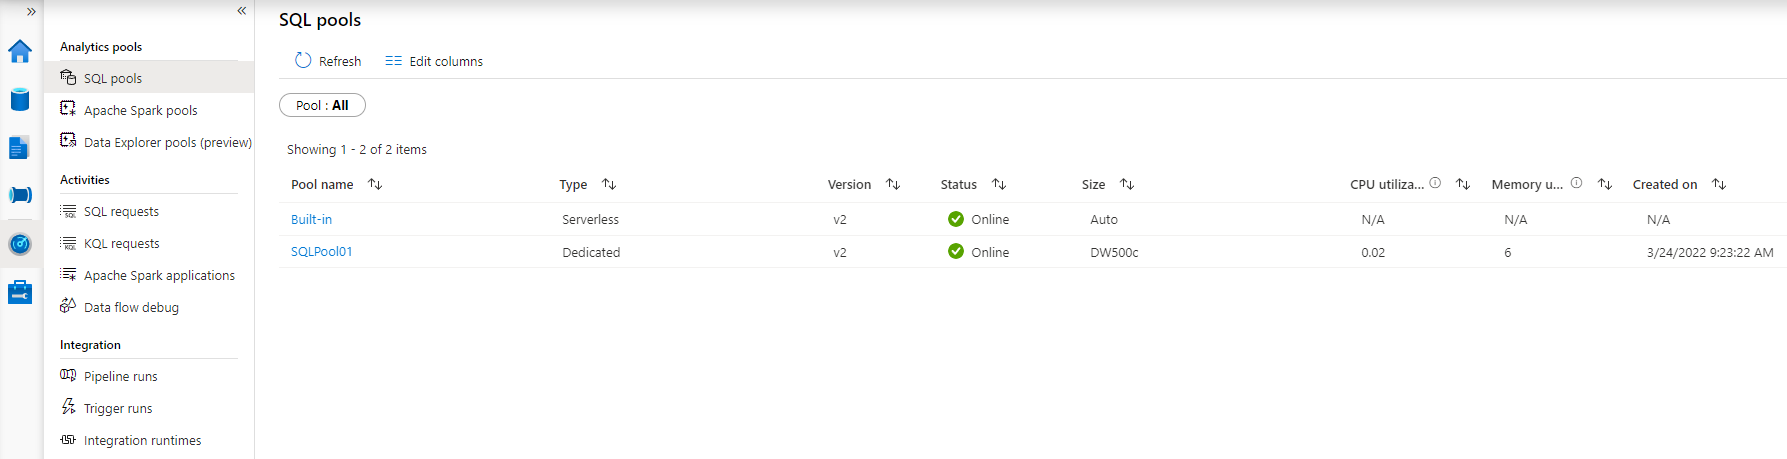 SQL pools
Analytics pools
SQL pools
Apache Spark pools
Data Explorer pools (preview)
Activities
SQL requests
KQL requests
Apache Spark applications
Data flow debug
Integration
Pipeline runs
Trigger runs
Integration runtimes
Refresh Edit columns
Pool : All
Showing 1 - 2 of 2 items
Pool name Type Version Status Size CPU utiliza... Memory u... Created on
Built-in Serverless v2 Online Auto N/A N/A N/A
SQLPool01 Dedicated v2 Online DW500c 0.02 6 3/24/2022 9:23:22 AM